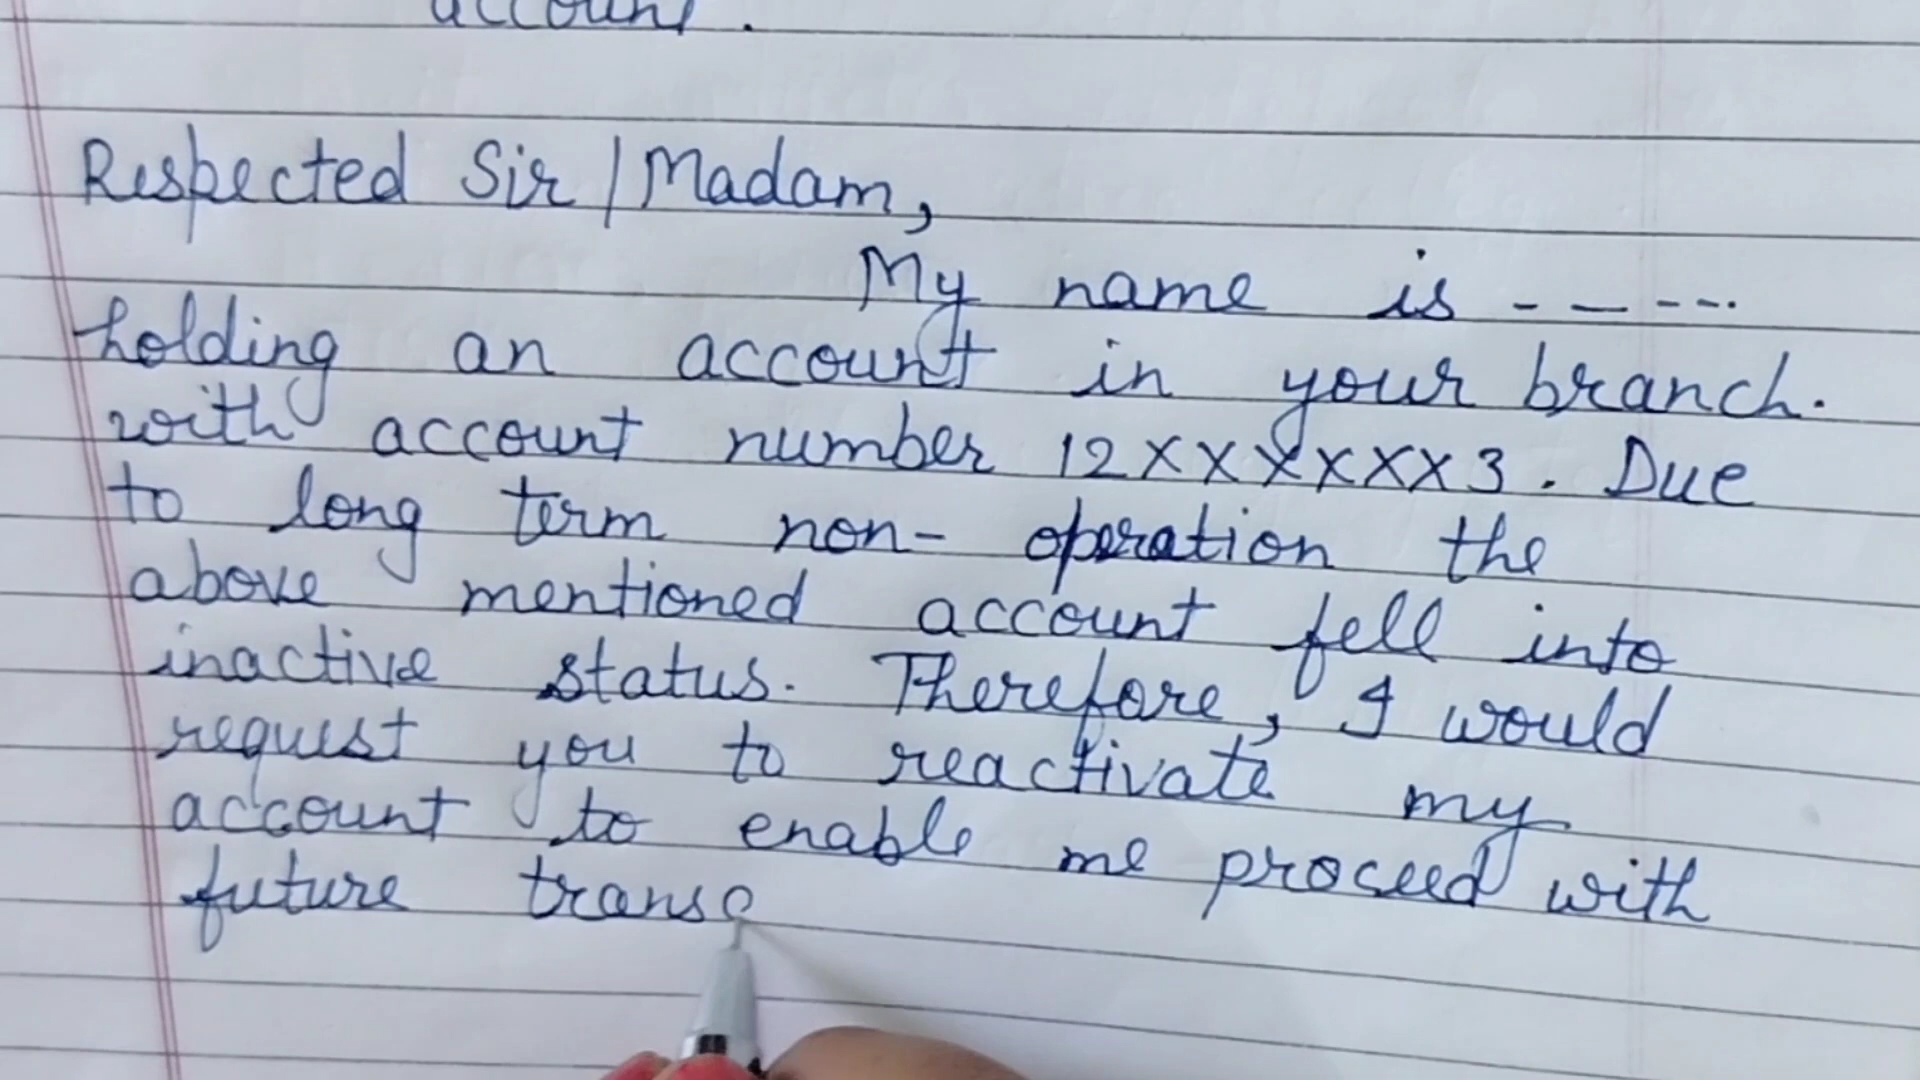 account.
Respected Sir/Madam,
My name is -----..
holding an account in your branch.
with account number 12XXXXXXX3. Due
to long term non-operation the
above mentioned account fell into
inactive status. Therefore, I would
request you to reactivate my
account to enable me proceed with
future transa